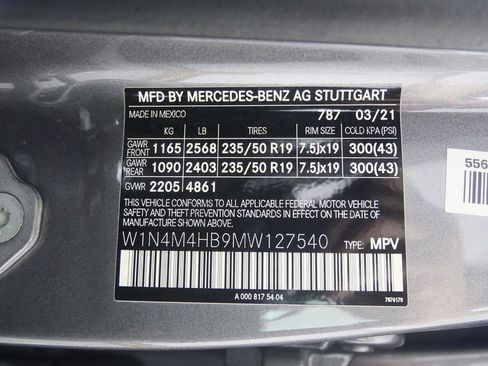 MFD BY MERCEDES-BENZ AG STUTTGART
MADE IN MEXICO 787 03/21
KG LB TIRES RIM SIZE COLD KPA (PSI)
GAWR FRONT 1165 2568 235/50 R19 7.5Jx19 300(43)
GAWR REAR 1090 2403 235/50 R19 7.5Jx19 300(43)
GVWR 2205 4861
THIS VEHICLE CONFORMS TO ALL APPLICABLE FEDERAL MOTOR
VEHICLE SAFETY, BUMPER, AND THEFT PREVENTION STANDARDS
IN EFFECT ON THE DATE OF MANUFACTURE SHOWN ABOVE.
W1N4M4HB9MW127540 TYPE: MPV
A 000 817 54 04
556